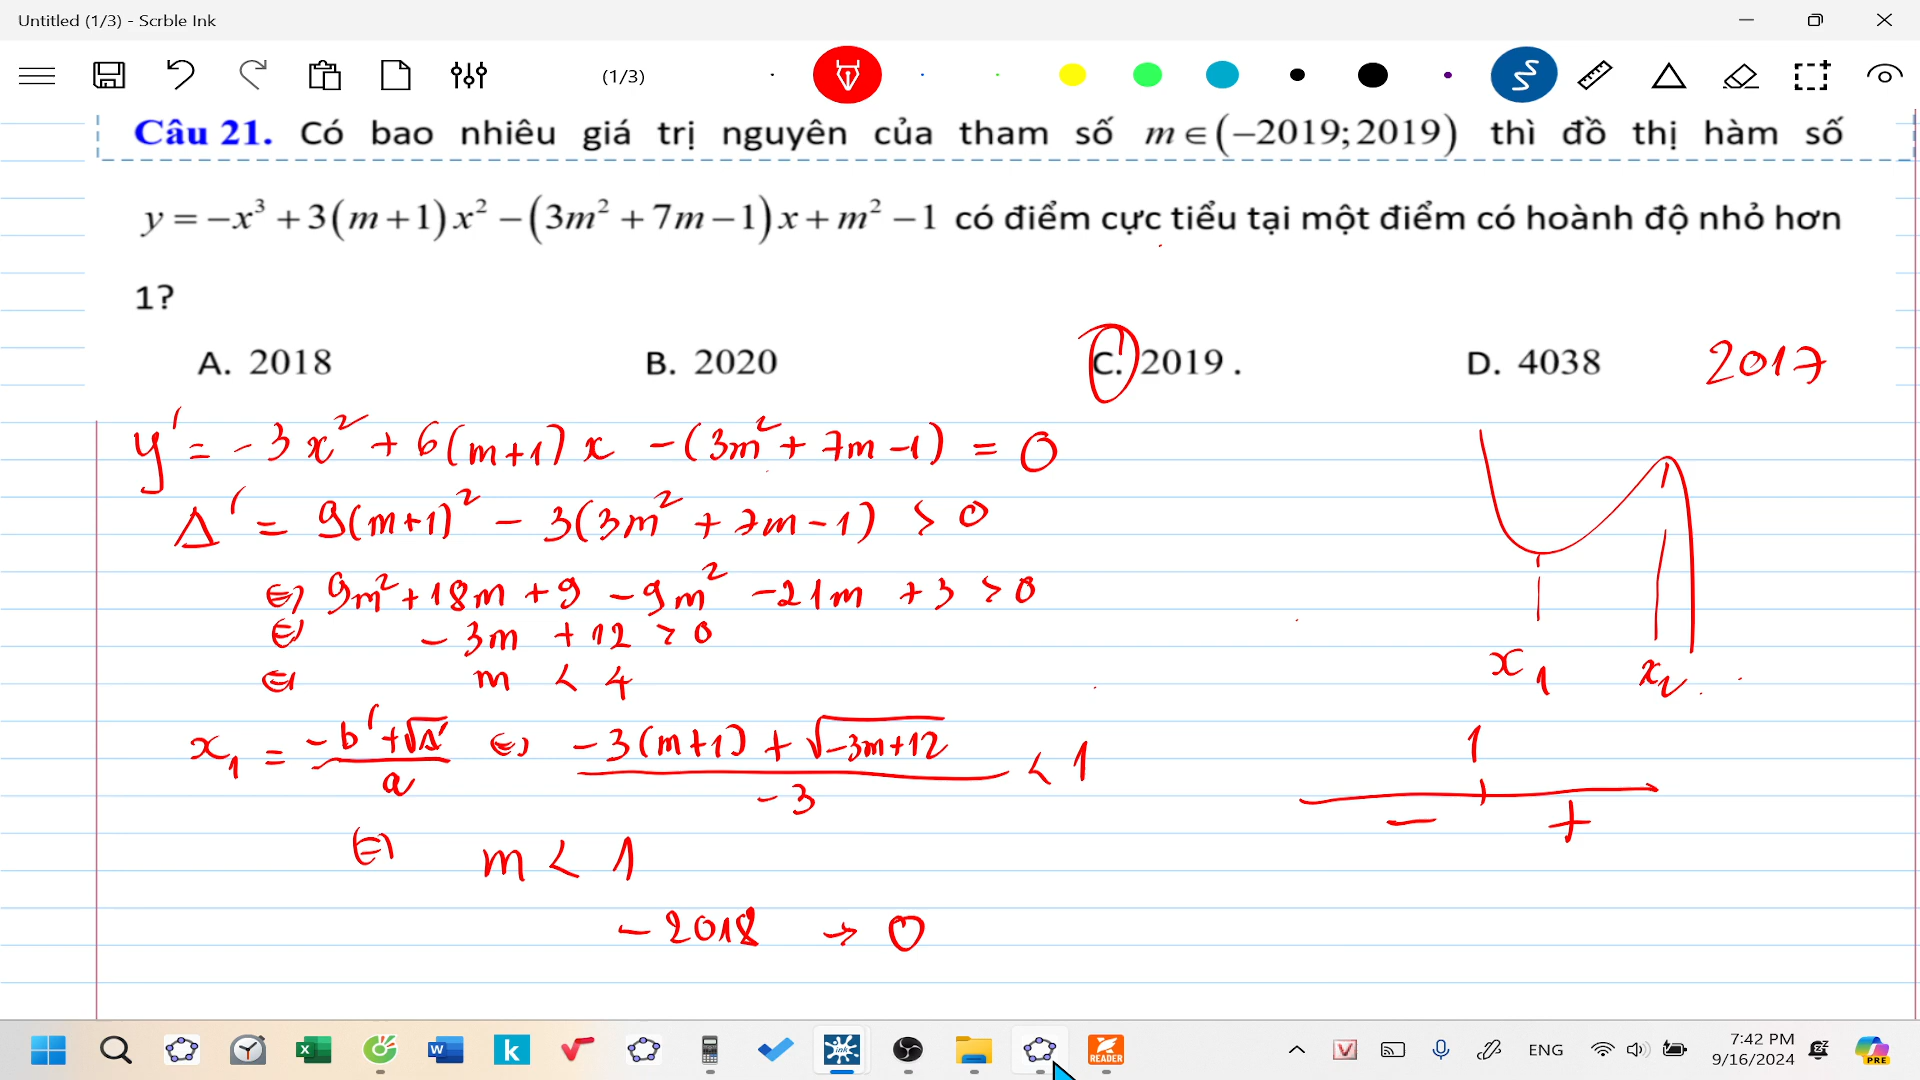 Untitled (1/3) - Scrble Ink
(1/3)
Câu 21. Có bao nhiêu giá trị nguyên của tham số m ∈ (−2019; 2019) thì đồ thị hàm số
y = −x³ + 3(m + 1)x² − (3m² + 7m − 1)x + m² − 1 có điểm cực tiểu tại một điểm có hoành độ nhỏ hơn
1?
A. 2018 B. 2020 C. 2019 . D. 4038 2017
y' = −3x² + 6(m+1)x − (3m² + 7m − 1) = 0
Δ' = 9(m+1)² − 3(3m² + 7m − 1) > 0
⇔ 9m² + 18m + 9 − 9m² − 21m + 3 > 0
⇔ −3m + 12 > 0
⇔ m < 4
x₁ x₂
x₁ = (−b' + √Δ')/a ⇔ (−3(m+1) + √(−3m+12))/(−3) < 1
1
− +
⇔ m < 1
−2018 → 0
READER
ENG
7:42 PM
9/16/2024
PRE